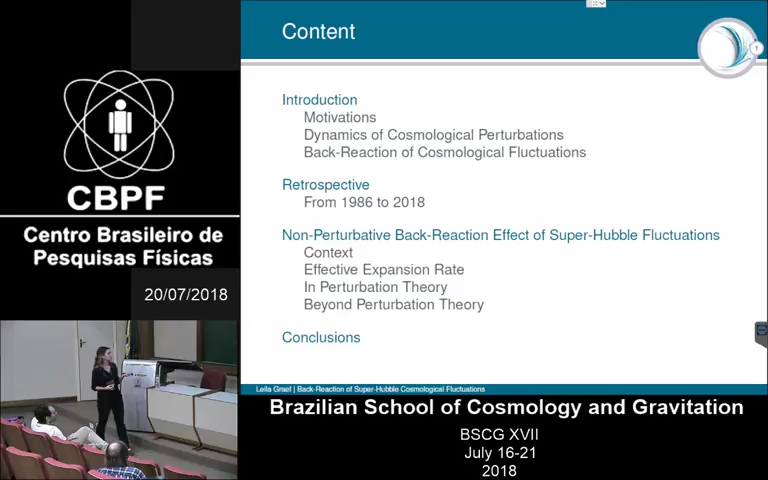 Content
Introduction
Motivations
Dynamics of Cosmological Perturbations
Back-Reaction of Cosmological Fluctuations
Retrospective
From 1986 to 2018
Non-Perturbative Back-Reaction Effect of Super-Hubble Fluctuations
Context
Effective Expansion Rate
In Perturbation Theory
Beyond Perturbation Theory
Conclusions
Leila Graef | Back-Reaction of Super-Hubble Cosmological Fluctuations
CBPF
Centro Brasileiro de
Pesquisas Físicas
20/07/2018
Brazilian School of Cosmology and Gravitation
BSCG XVII
July 16-21
2018